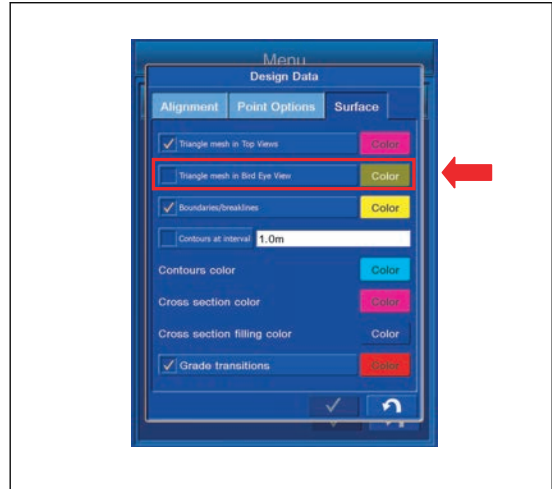 Menu
Design Data
Alignment Point Options Surface
Triangle mesh in Top Views Color
Triangle mesh in Bird Eye View Color
Boundaries/breaklines Color
Contours at interval 1.0m
Contours color Color
Cross section color Color
Cross section filling color Color
Grade transitions Color